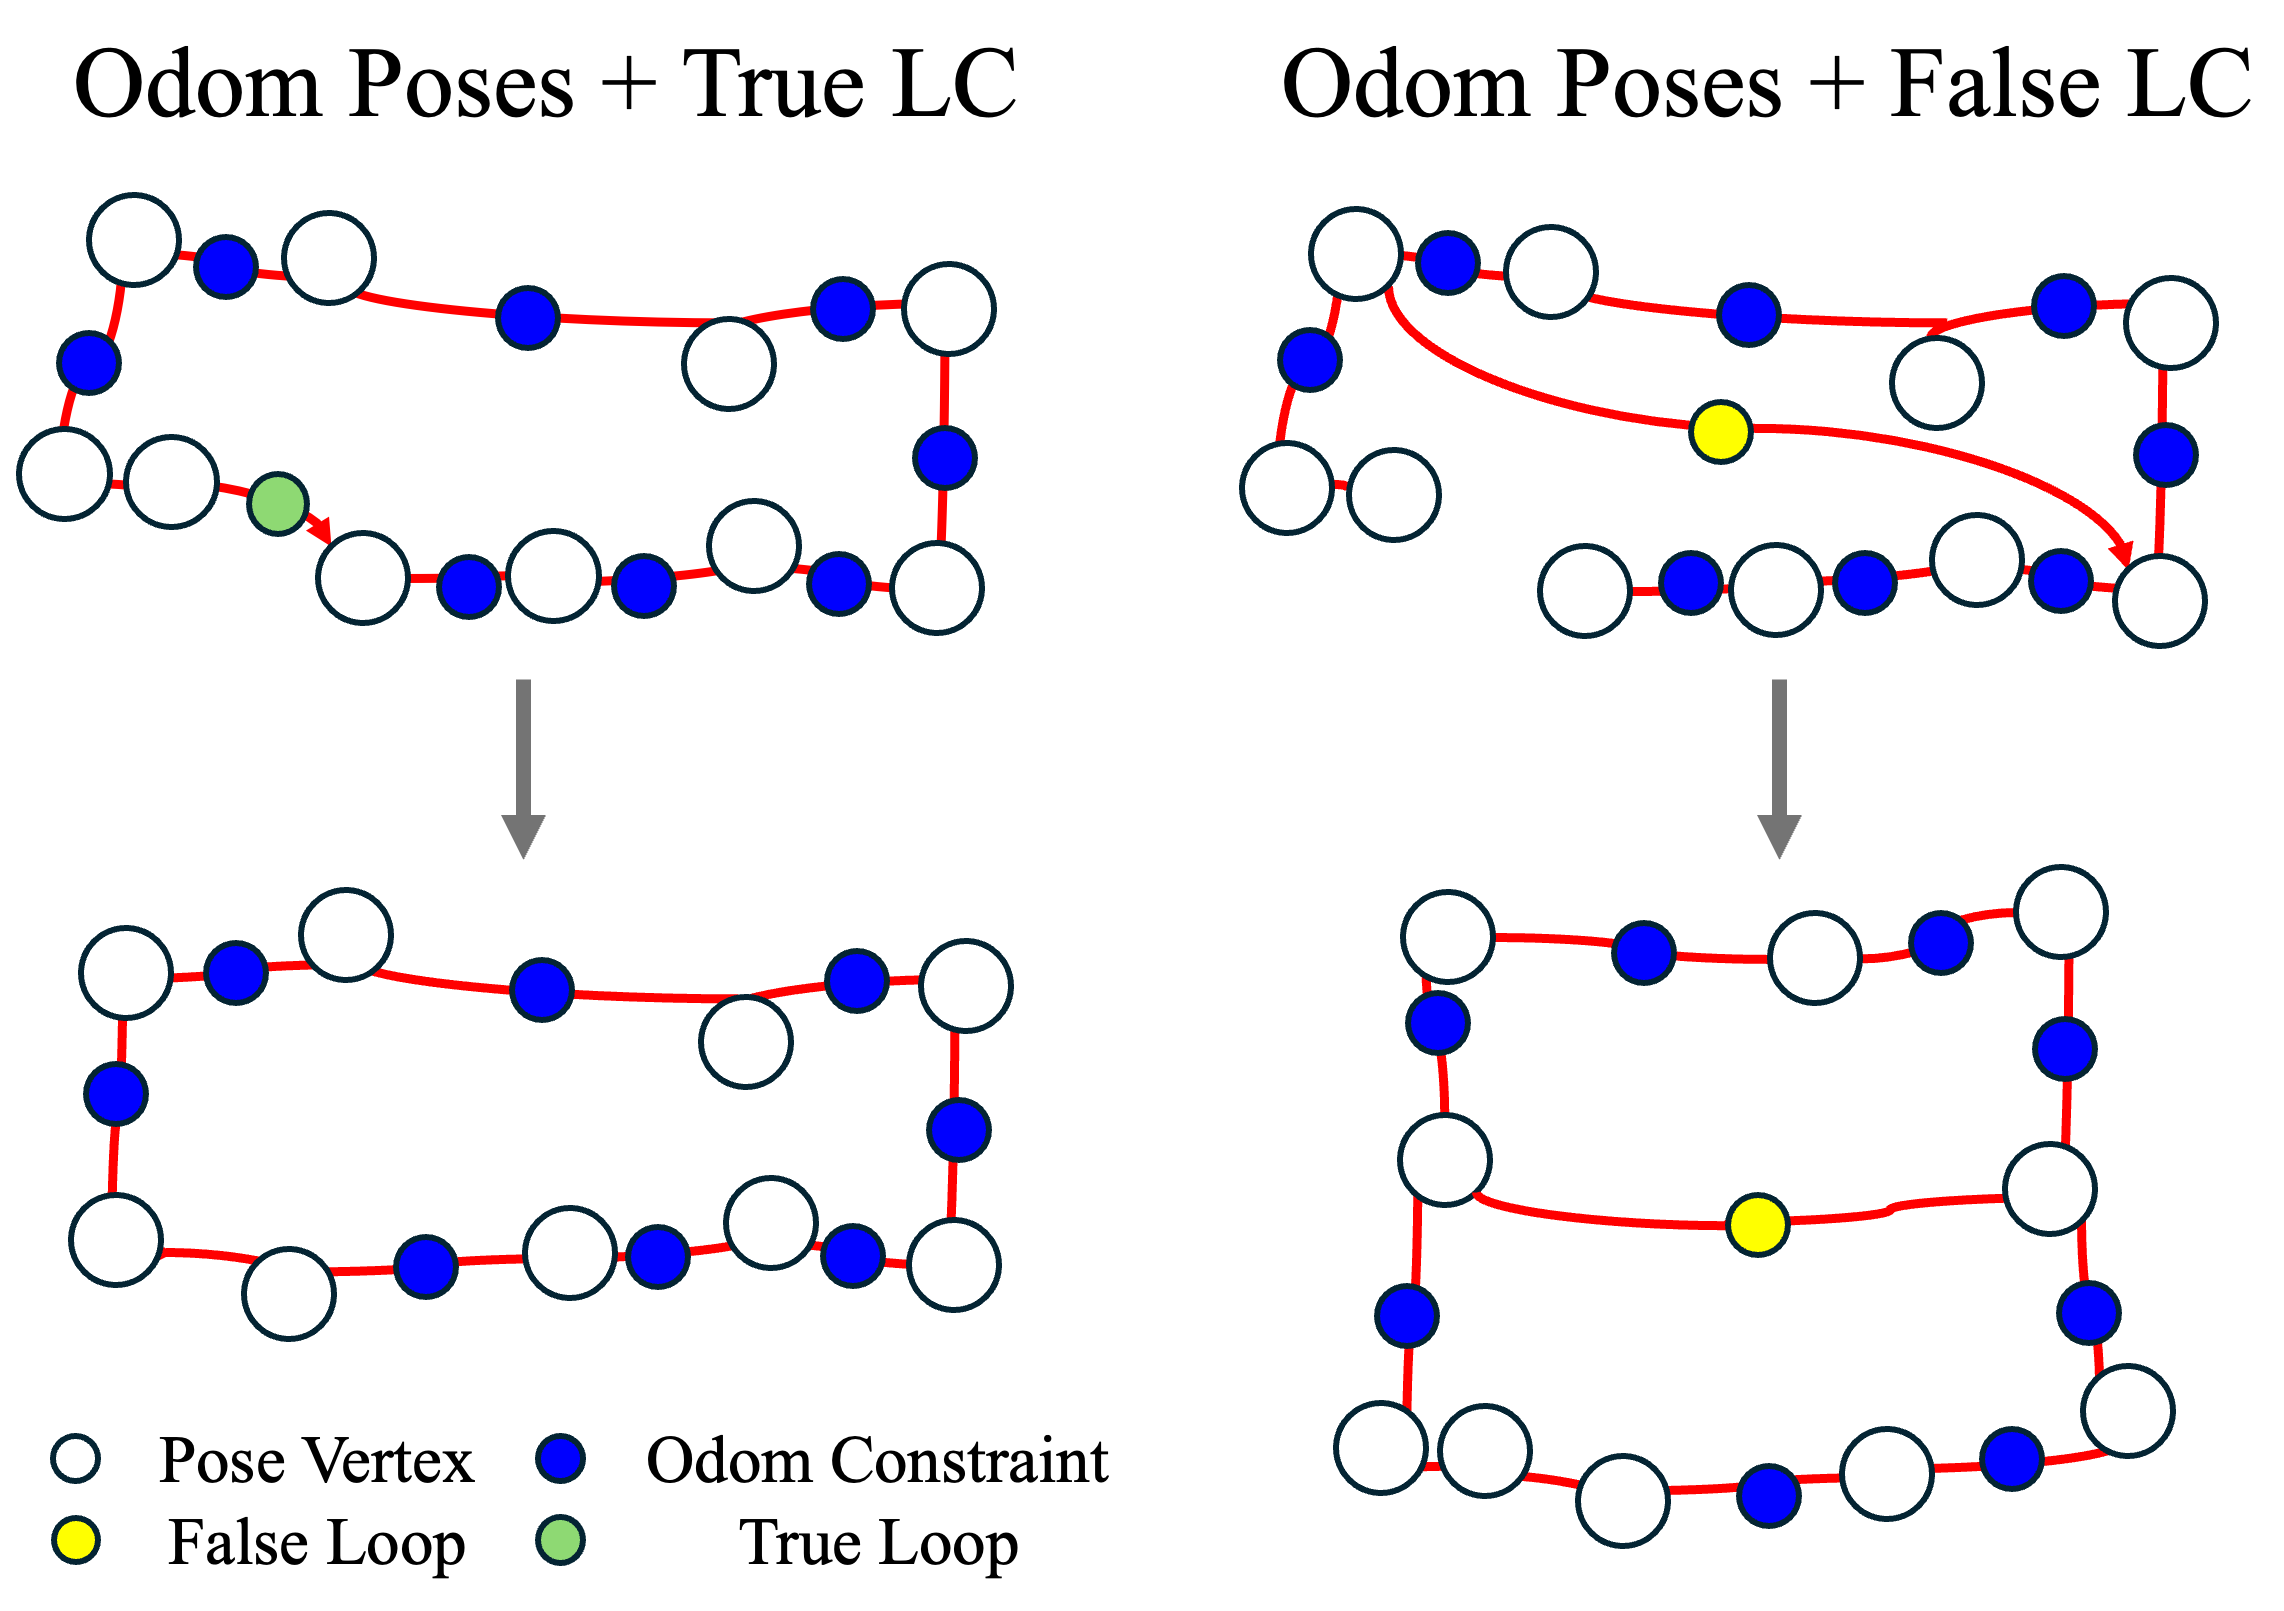 Odom Poses + True LC
Odom Poses + False LC
Pose Vertex
Odom Constraint
False Loop
True Loop